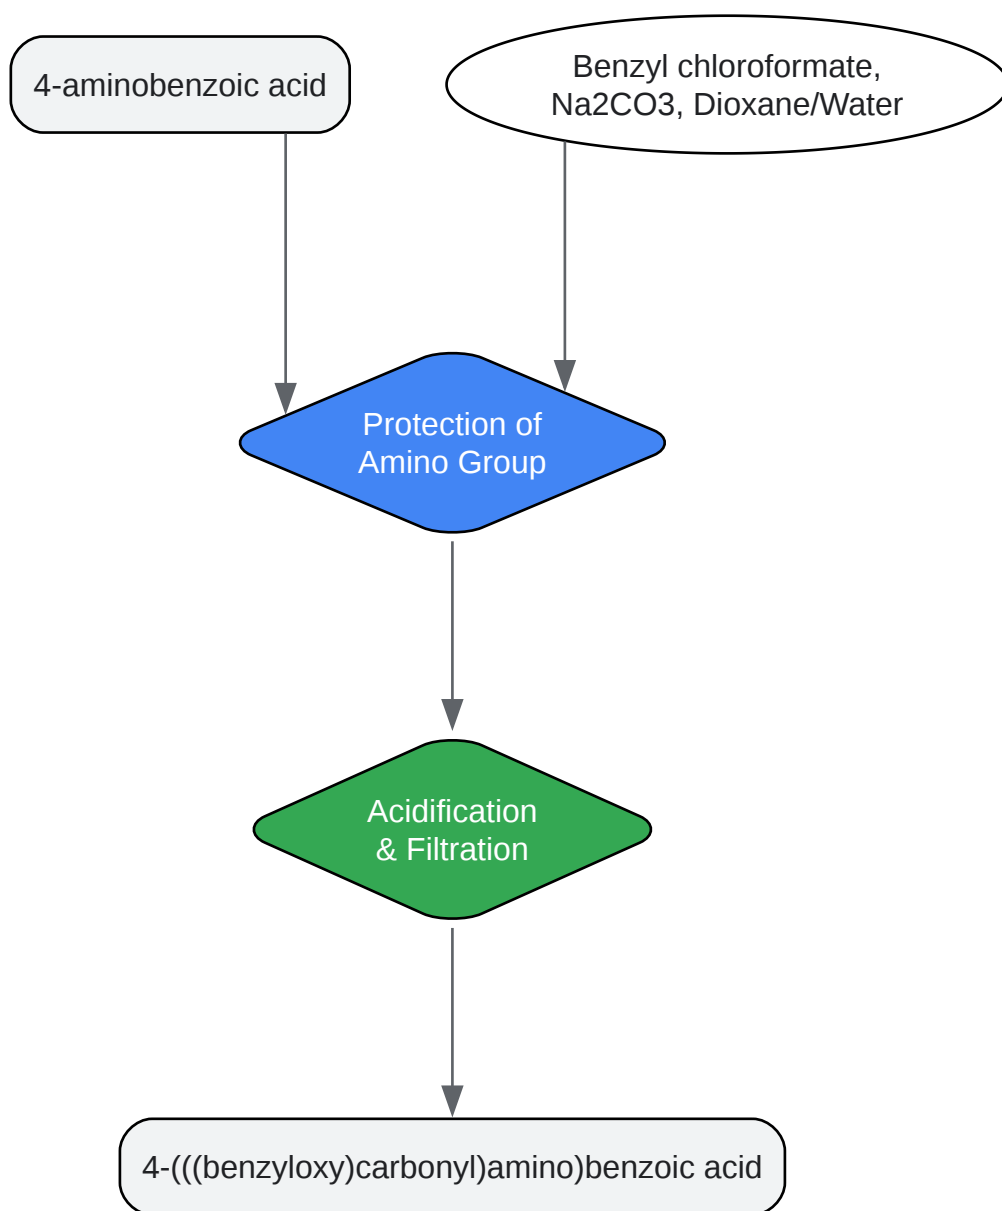 4-aminobenzoic acid
Benzyl chloroformate,
Na2CO3, Dioxane/Water
Protection of
Amino Group
Acidification
& Filtration
4-(((benzyloxy)carbonyl)amino)benzoic acid